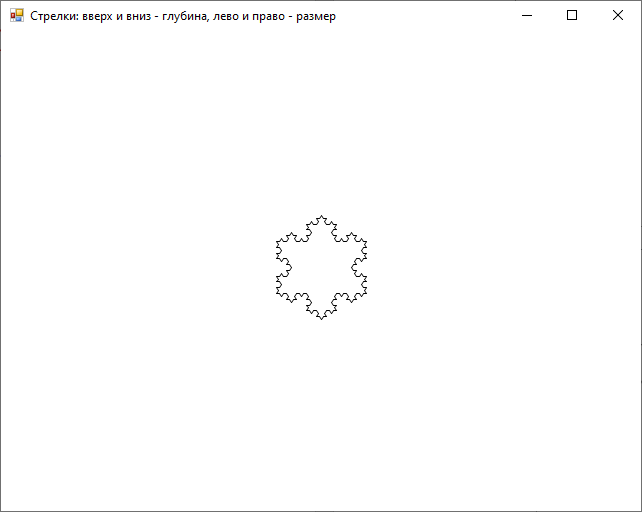 Стрелки: вверх и вниз - глубина, лево и право - размер